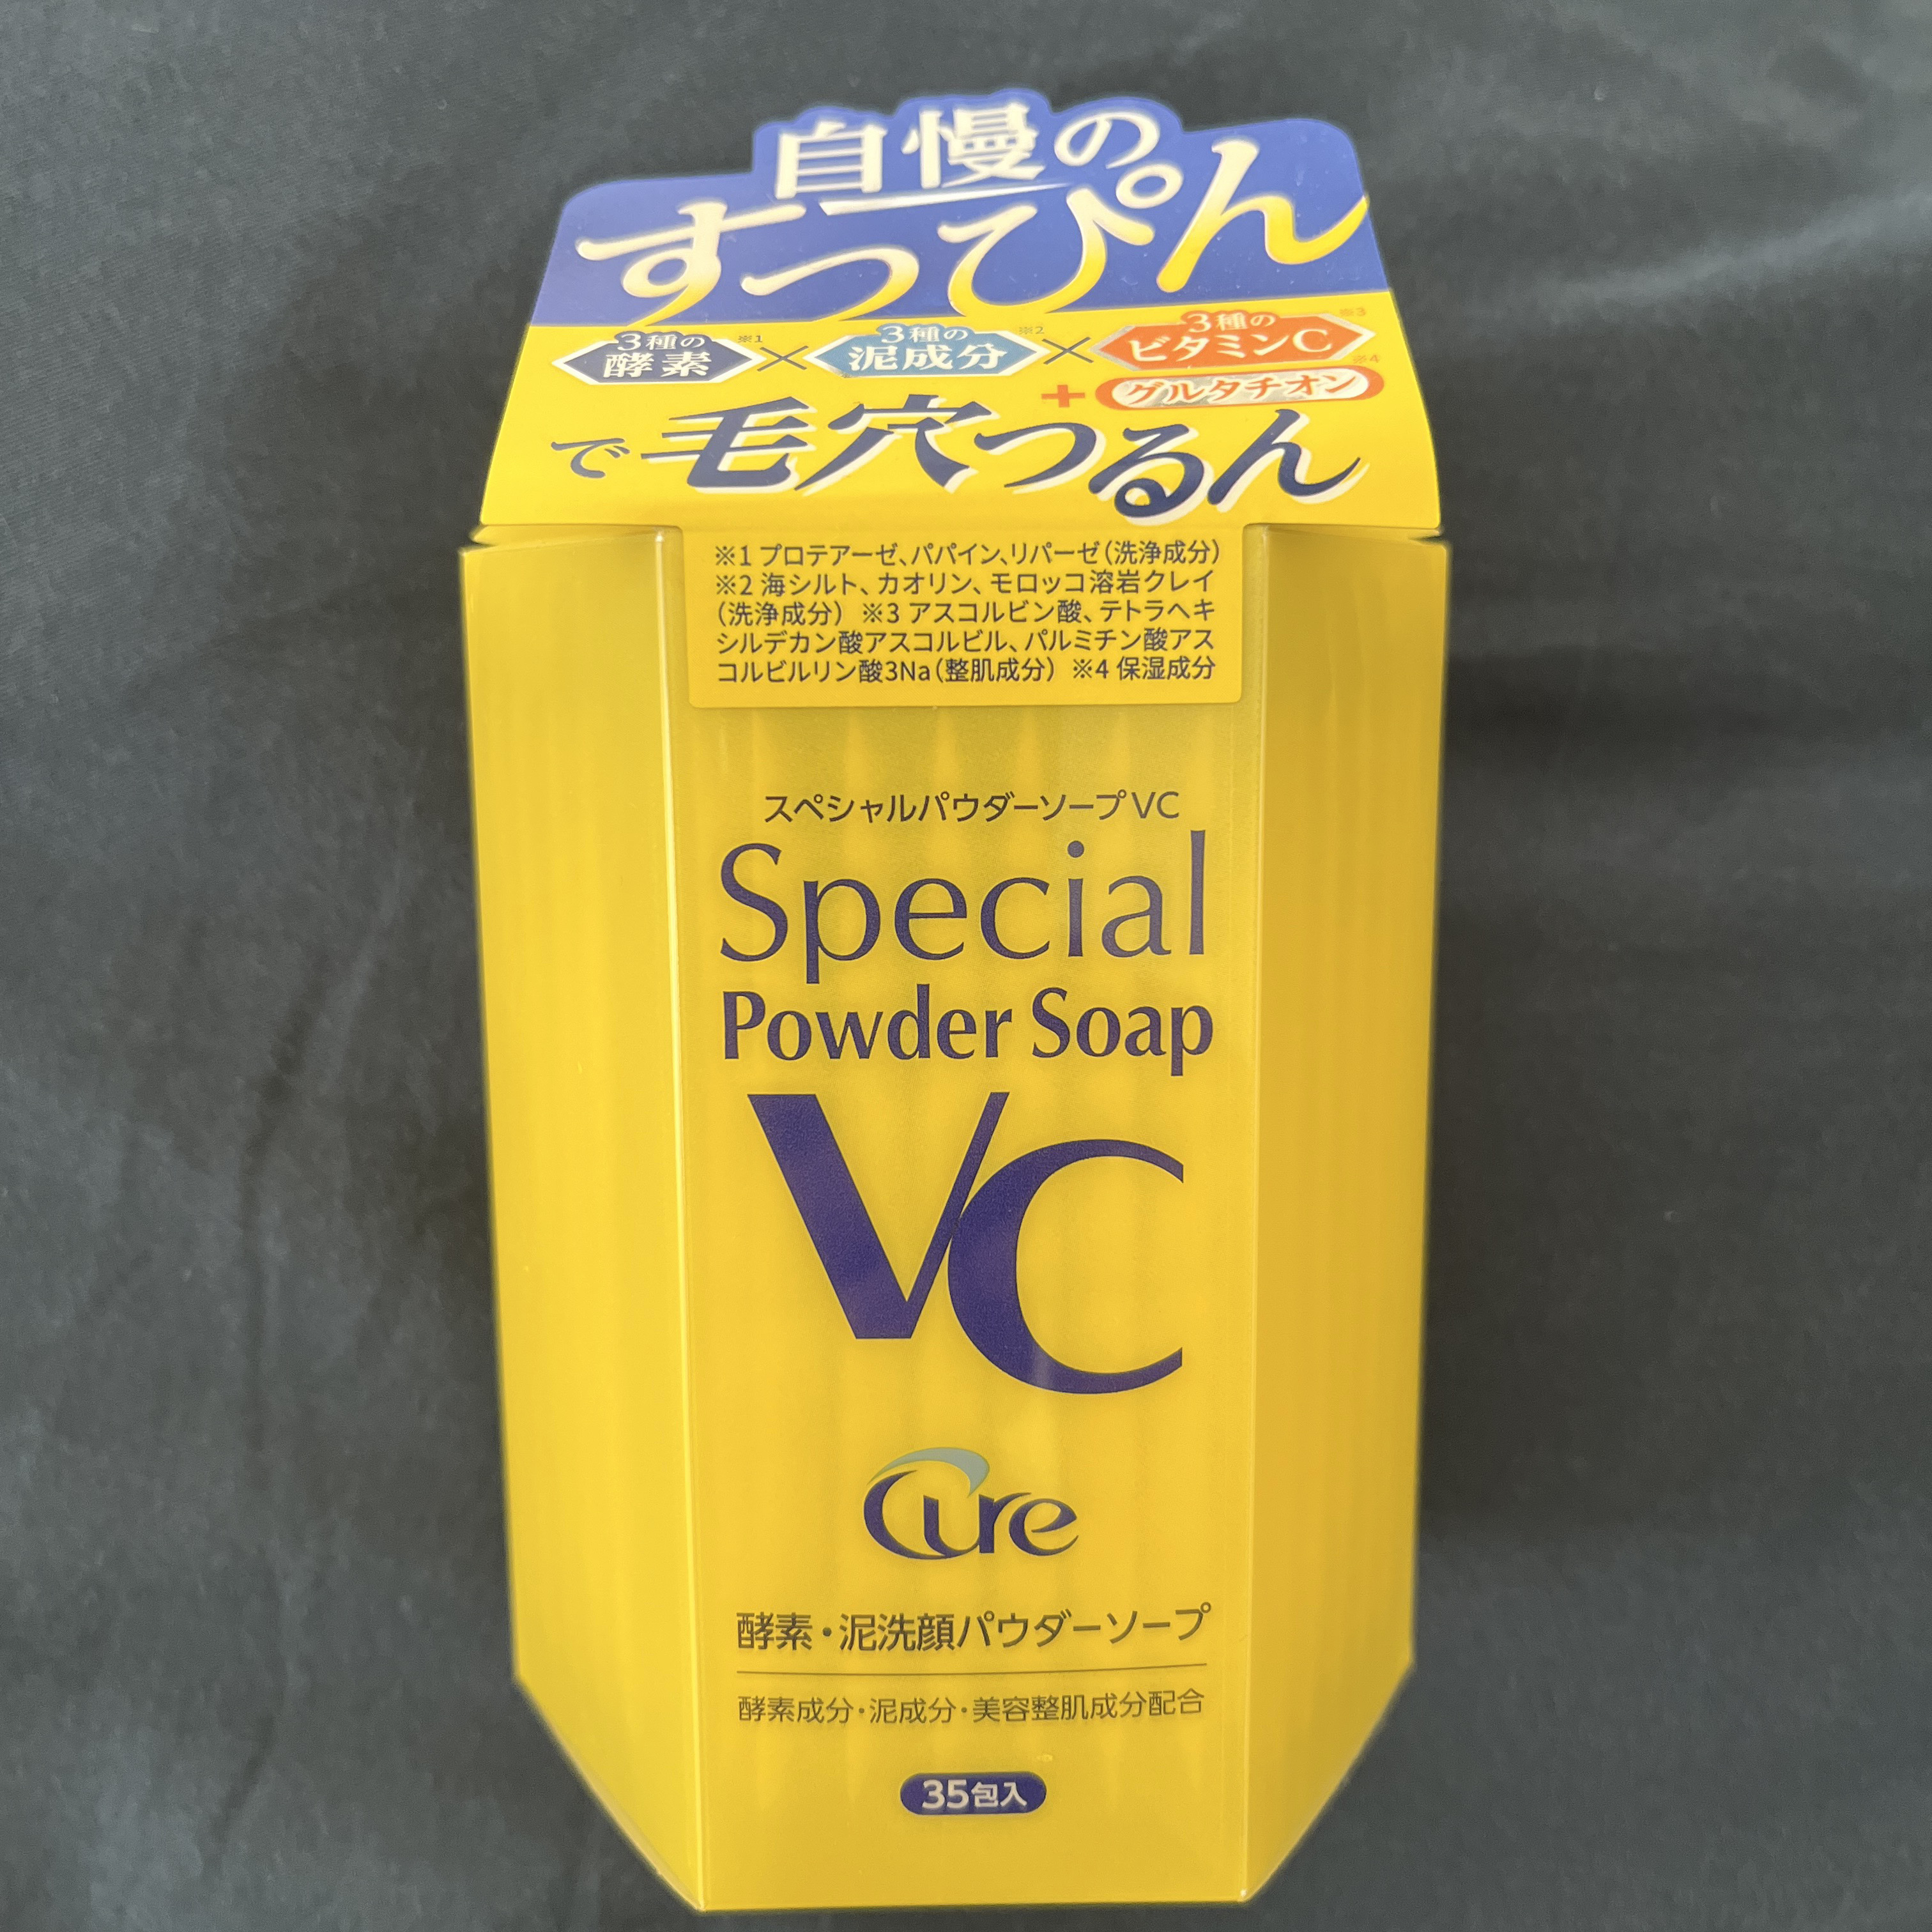 自慢の
すっぴん
3種の酵素※1×3種の泥成分※2×3種のビタミンC※3
+グルタチオン※4
で毛穴つるん
※1 プロテアーゼ、パパイン、リパーゼ（洗浄成分）
※2 海シルト、カオリン、モロッコ溶岩クレイ
（洗浄成分） ※3 アスコルビン酸、テトラヘキ
シルデカン酸アスコルビル、パルミチン酸アス
コルビルリン酸3Na（整肌成分） ※4 保湿成分
スペシャルパウダーソープVC
Special
Powder Soap
VC
Cure
酵素・泥洗顔パウダーソープ
酵素成分・泥成分・美容整肌成分配合
35包入